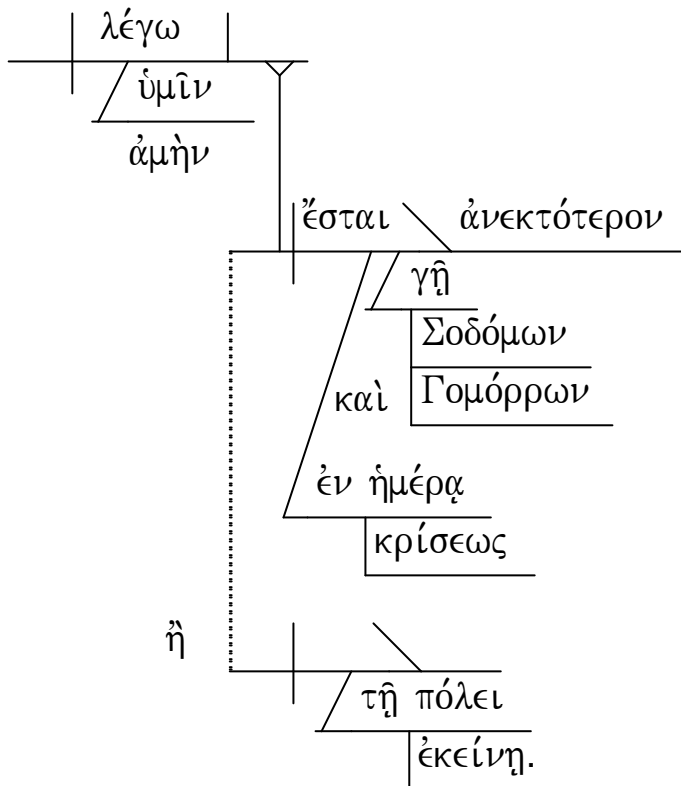 λέγω
ὑμῖν
ἀμὴν
ἔσται ἀνεκτότερον
γῇ
Σοδόμων
καὶ Γομόρρων
ἐν ἡμέρᾳ
κρίσεως
ἢ
τῇ πόλει
ἐκείνῃ.